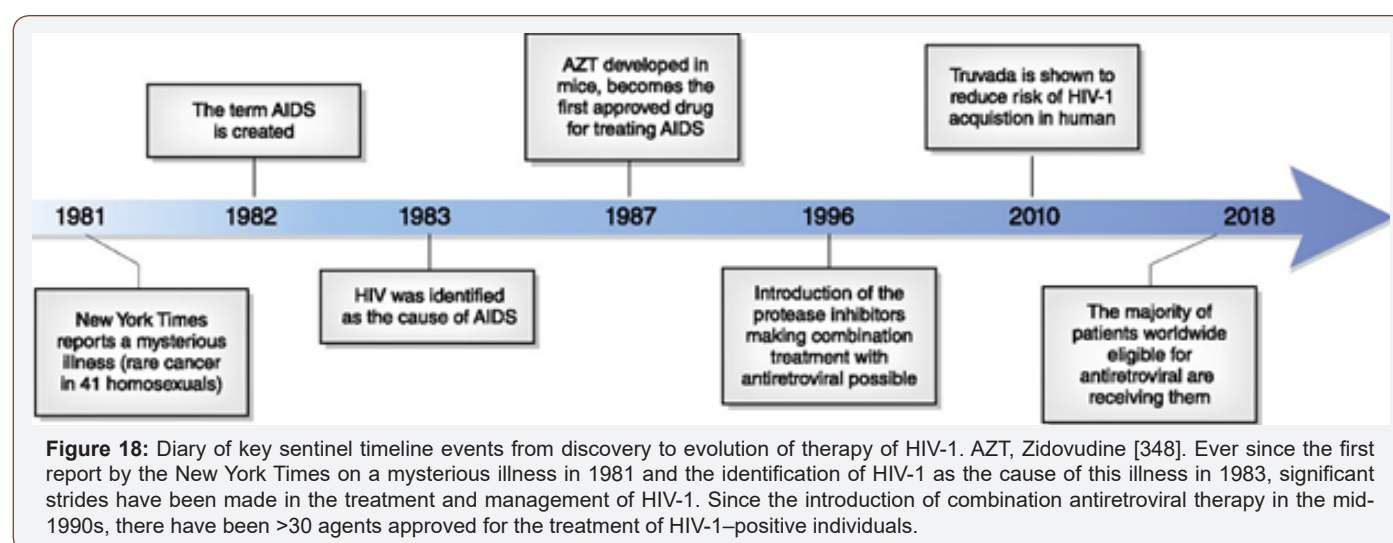 The term AIDS
is created
AZT developed in
mice, becomes the
first approved drug
for treating AIDS
Truvada is shown to
reduce risk of HIV-1
acquistion in human
1981
1982
1983
1987
1996
2010
2018
New York Times
reports a mysterious
illness (rare cancer
in 41 homosexuals)
HIV was identified
as the cause of AIDS
Introduction of the
protease inhibitors
making combination
treatment with
antiretroviral possible
The majority of
patients worldwide
eligible for
antiretroviral are
receiving them
Figure 18: Diary of key sentinel timeline events from discovery to evolution of therapy of HIV-1. AZT, Zidovudine [348]. Ever since the first
report by the New York Times on a mysterious illness in 1981 and the identification of HIV-1 as the cause of this illness in 1983, significant
strides have been made in the treatment and management of HIV-1. Since the introduction of combination antiretroviral therapy in the mid-
1990s, there have been >30 agents approved for the treatment of HIV-1–positive individuals.